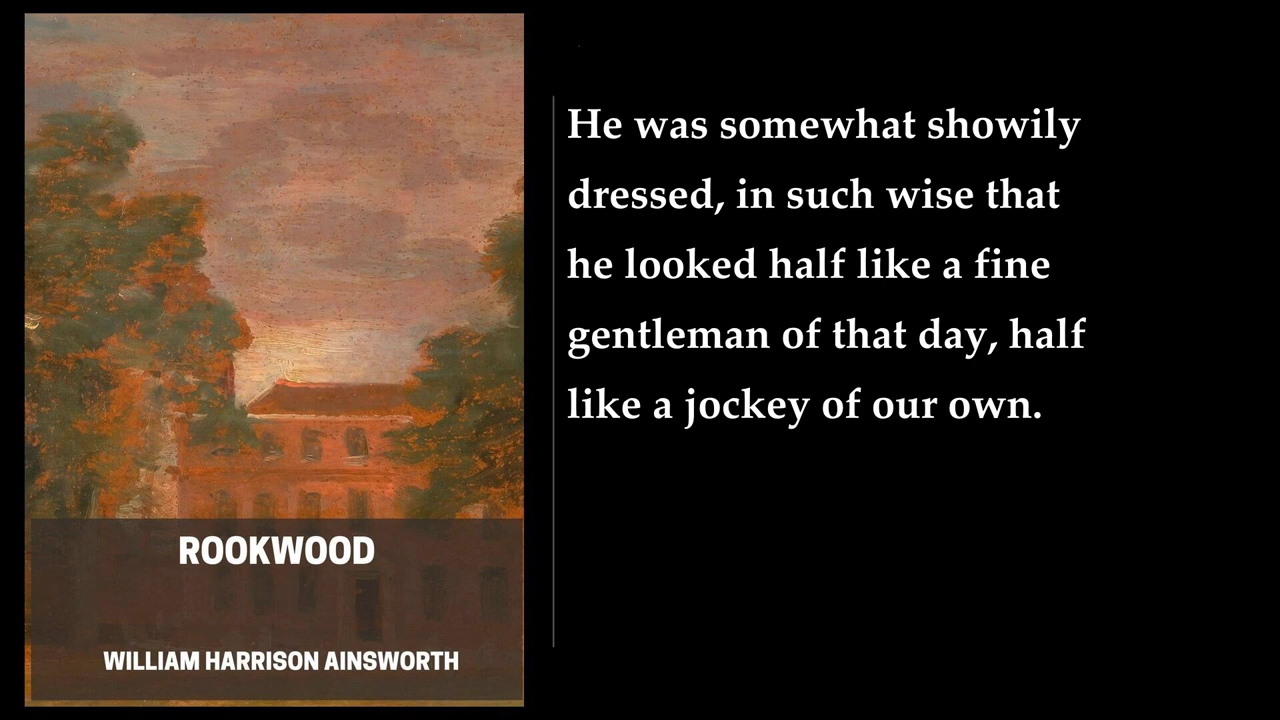 ROOKWOOD
WILLIAM HARRISON AINSWORTH
He was somewhat showily
dressed, in such wise that
he looked half like a fine
gentleman of that day, half
like a jockey of our own.